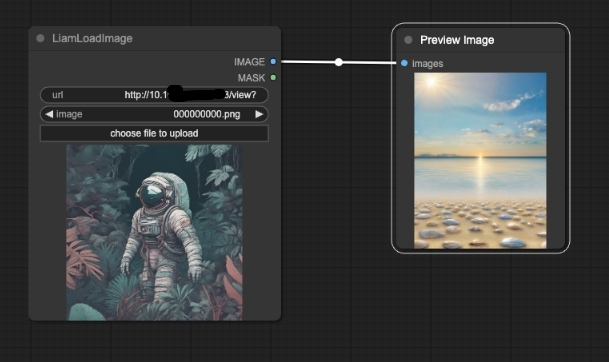 LiamLoadImage
IMAGE
MASK
url http://10.1 3/view?
image 000000000.png
choose file to upload
Preview Image
images